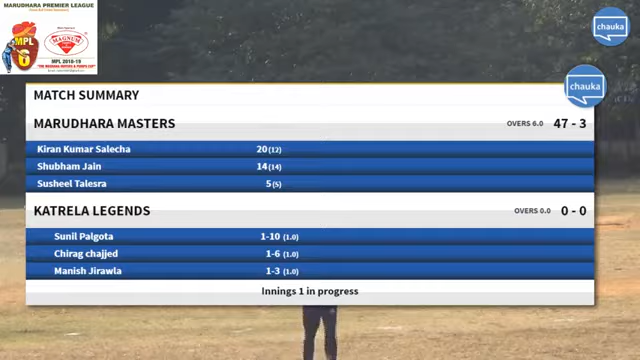 MARUDHARA PREMIER LEAGUE
MPL
MAGNUM
MPL 2018-19
chauka
chauka
MATCH SUMMARY
MARUDHARA MASTERS OVERS 6.0 47 - 3
Kiran Kumar Salecha 20 (12)
Shubham Jain 14 (14)
Susheel Talesra 5 (5)
KATRELA LEGENDS OVERS 0.0 0 - 0
Sunil Palgota 1-10 (1.0)
Chirag chajjed 1-6 (1.0)
Manish Jirawla 1-3 (1.0)
Innings 1 in progress